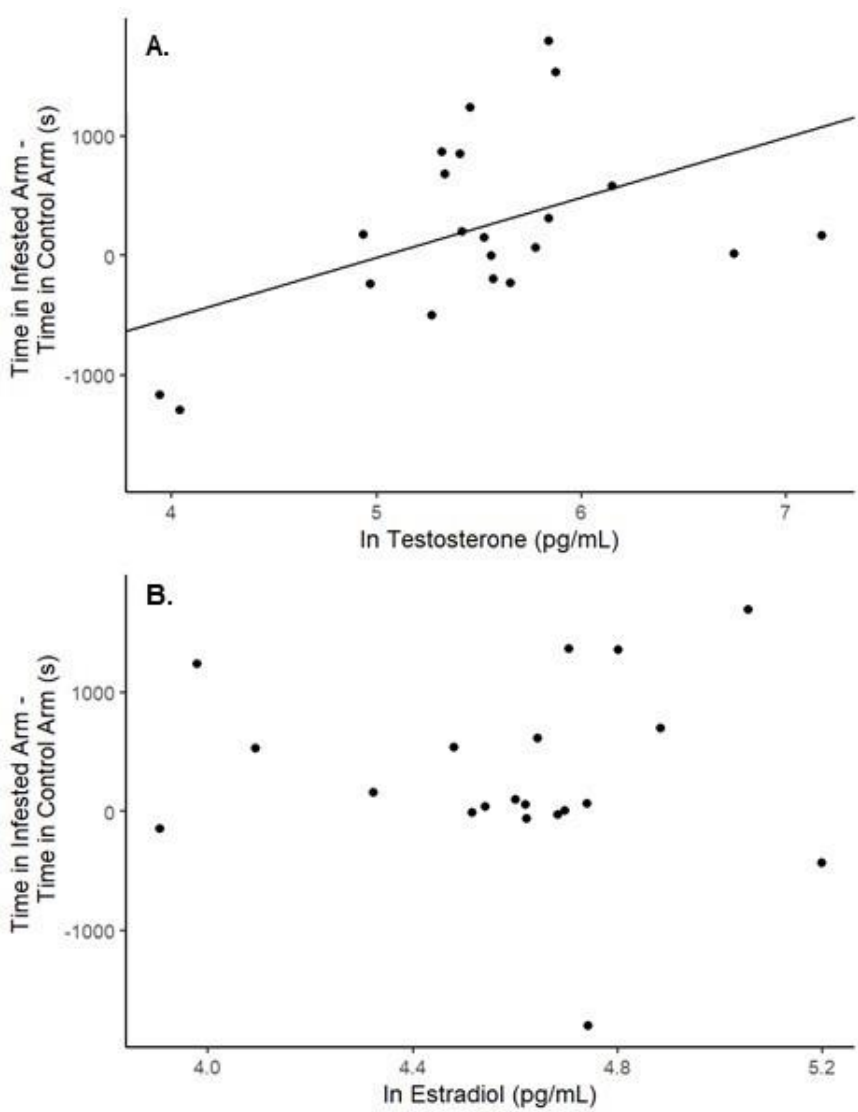 A.
Time in Infested Arm -
Time in Control Arm (s)
1000
0
-1000
4 5 6 7
ln Testosterone (pg/mL)
B.
Time in Infested Arm -
Time in Control Arm (s)
1000
0
-1000
4.0 4.4 4.8 5.2
ln Estradiol (pg/mL)